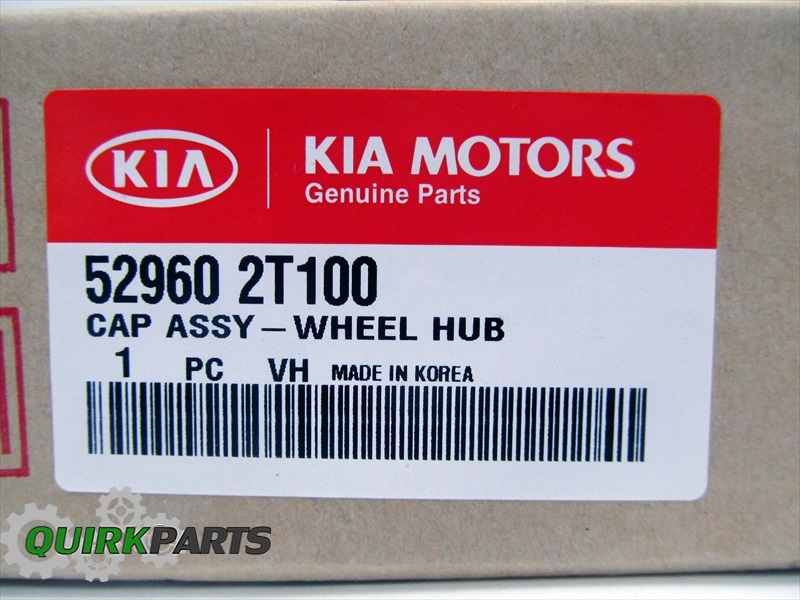 KIA
KIA MOTORS
Genuine Parts
52960 2T100
CAP ASSY – WHEEL HUB
1 PC VH MADE IN KOREA
QUIRKPARTS